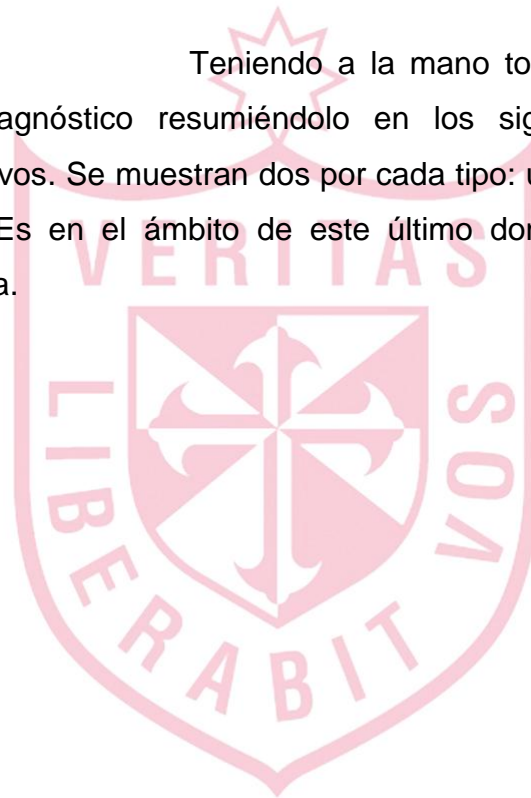 Teniendo a la mano to
agnóstico resumiéndolo en los sig
vos. Se muestran dos por cada tipo: u
Es en el ámbito de este último dor
a.
VERITAS
LIBERABIT
VOS